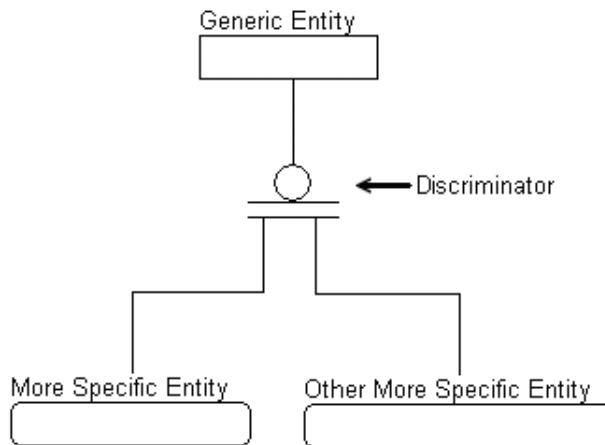 Generic Entity
Discriminator
More Specific Entity
Other More Specific Entity